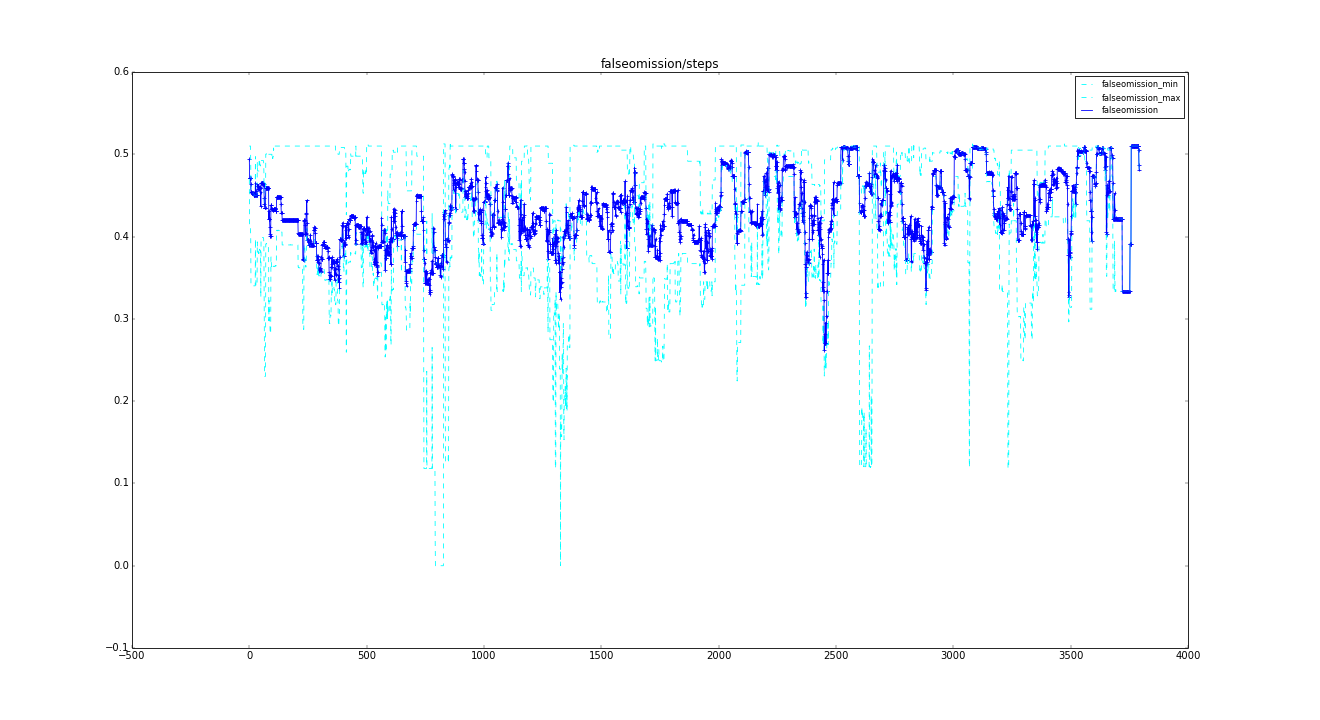 falseomission/steps
0.6
falseomission_min
falseomission_max
falseomission
0.5
0.4
0.3
0.2
0.1
0.0
−0.1
−500 0 500 1000 1500 2000 2500 3000 3500 4000